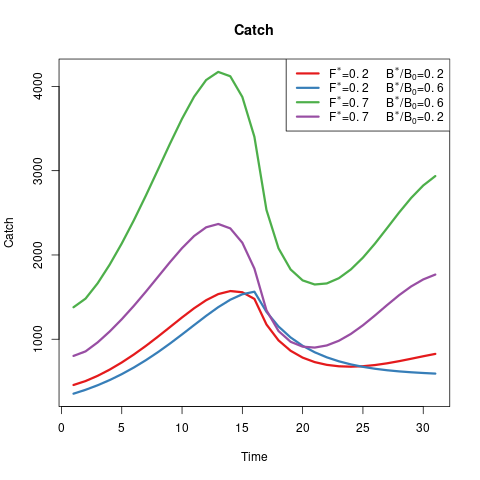 Catch
F*=0.2 B*/B₀=0.2
F*=0.2 B*/B₀=0.6
F*=0.7 B*/B₀=0.6
F*=0.7 B*/B₀=0.2
Catch
4000
3000
2000
1000
0 5 10 15 20 25 30
Time